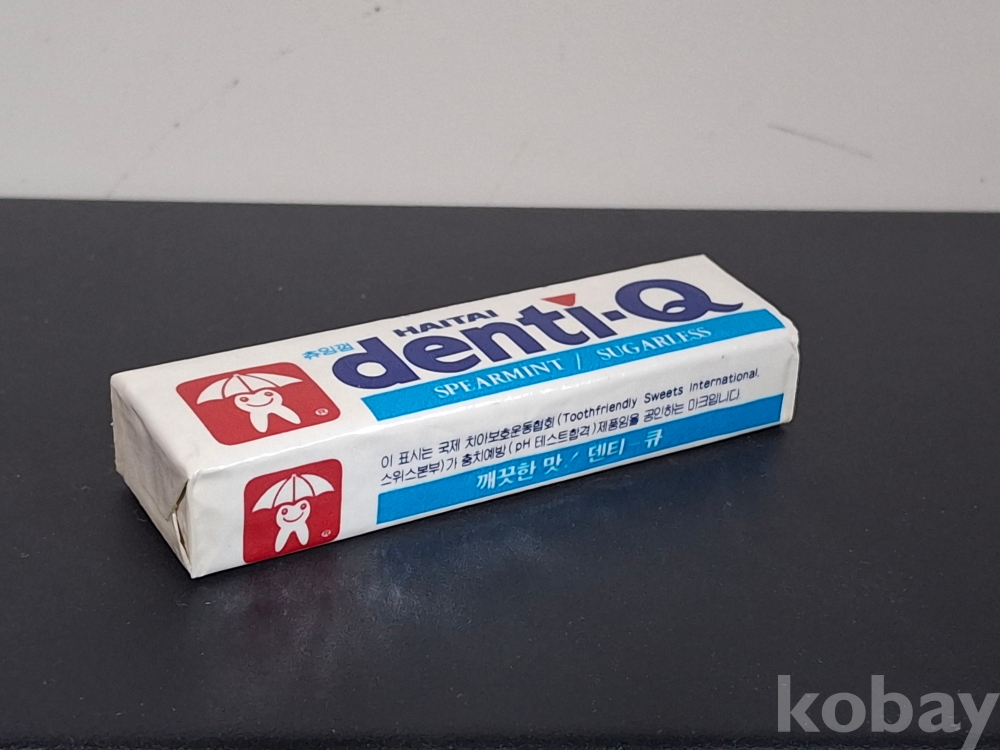 츄잉껌
HAITAI
denti-Q
SPEARMINT / SUGARLESS
®
이 표시는 국제 치아보호운동협회(Toothfriendly Sweets International.
스위스본부)가 충치예방(pH 테스트합격)제품임을 공인하는 마크입니다.
깨끗한 맛 / 덴티-큐
®
kobay